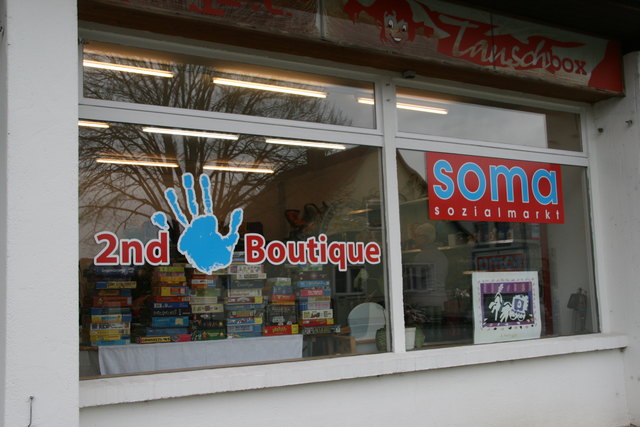 Tauschbox
2nd Boutique
soma
sozialmarkt